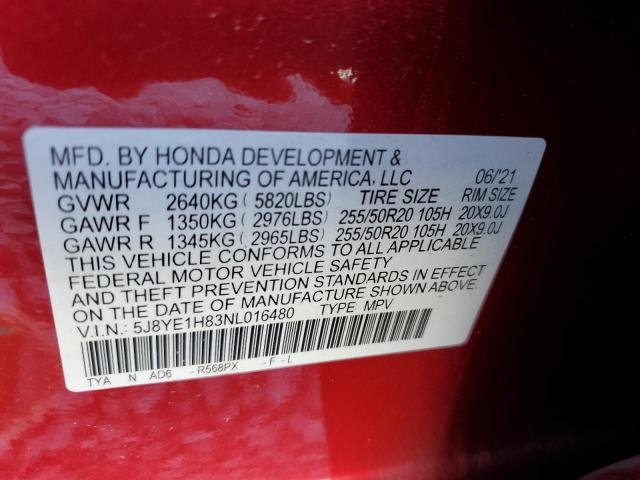 MFD. BY HONDA DEVELOPMENT &
MANUFACTURING OF AMERICA, LLC 06/'21
GVWR 2640KG ( 5820LBS) TIRE SIZE RIM SIZE
GAWR F 1350KG ( 2976LBS) 255/50R20 105H 20X9.0J
GAWR R 1345KG ( 2965LBS) 255/50R20 105H 20X9.0J
THIS VEHICLE CONFORMS TO ALL APPLICABLE
FEDERAL MOTOR VEHICLE SAFETY
AND THEFT PREVENTION STANDARDS IN EFFECT
ON THE DATE OF MANUFACTURE SHOWN ABOVE.
V.I.N.: 5J8YE1H83NL016480 TYPE: MPV
TYA N AD6 -R568PX -F-L